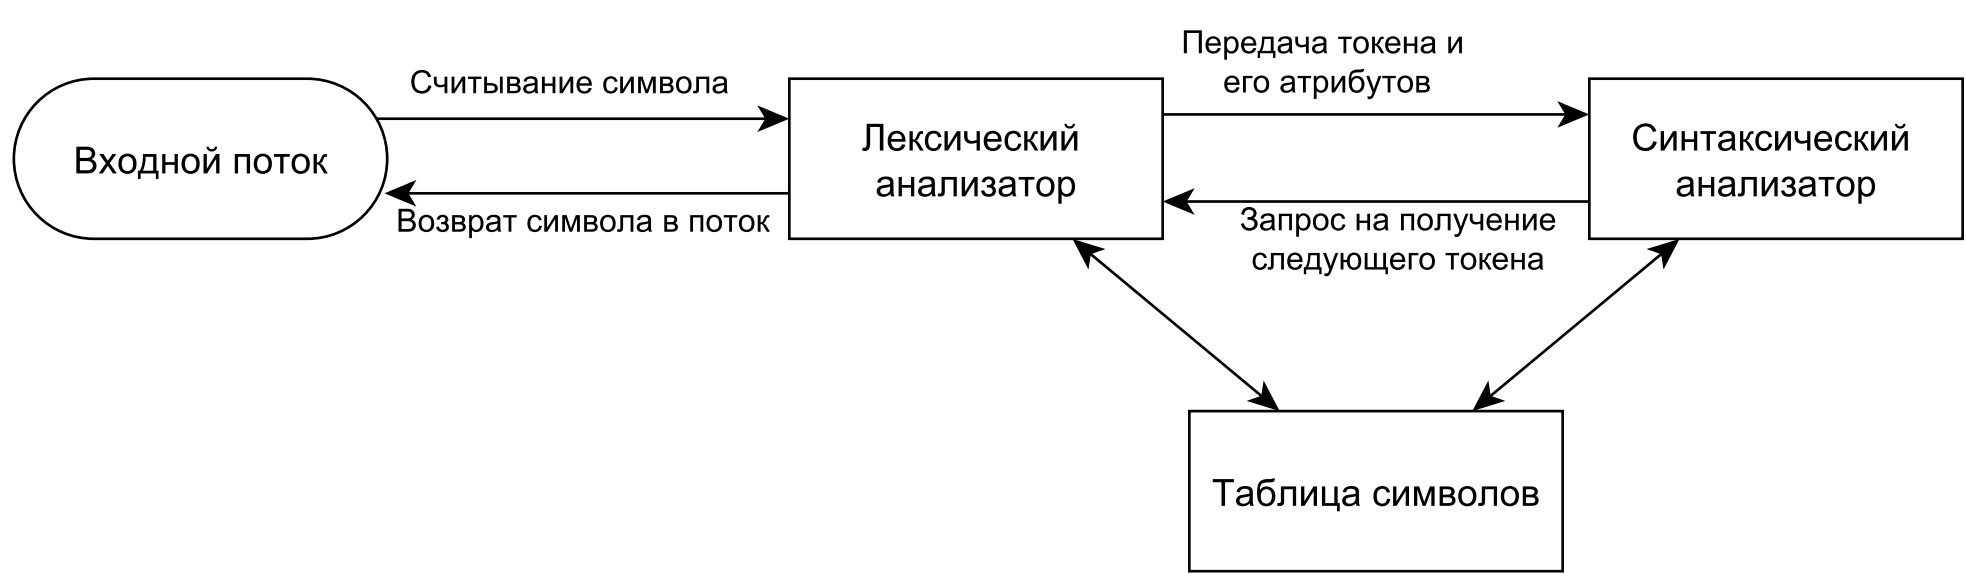 Входной поток
Считывание символа
Возврат символа в поток
Лексический
анализатор
Передача токена и
его атрибутов
Запрос на получение
следующего токена
Синтаксический
анализатор
Таблица символов